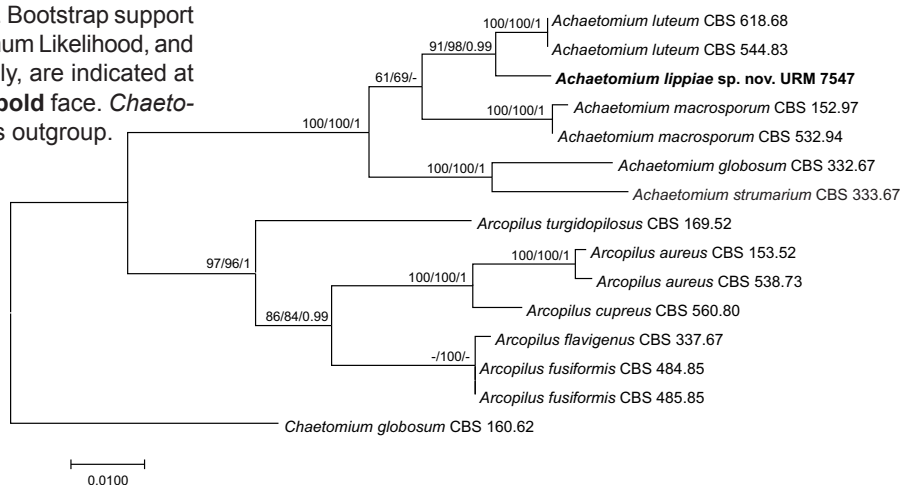 . Bootstrap support
num Likelihood, and
ly, are indicated at
bold face. Chaeto-
s outgroup.
100/100/1
Achaetomium luteum CBS 618.68
91/98/0.99
Achaetomium luteum CBS 544.83
61/69/-
Achaetomium lippiae sp. nov. URM 7547
100/100/1
Achaetomium macrosporum CBS 152.97
100/100/1
Achaetomium macrosporum CBS 532.94
100/100/1
Achaetomium globosum CBS 332.67
Achaetomium strumarium CBS 333.67
Arcopilus turgidopilosus CBS 169.52
97/96/1
100/100/1
Arcopilus aureus CBS 153.52
100/100/1
Arcopilus aureus CBS 538.73
86/84/0.99
Arcopilus cupreus CBS 560.80
Arcopilus flavigenus CBS 337.67
-/100/-
Arcopilus fusiformis CBS 484.85
Arcopilus fusiformis CBS 485.85
Chaetomium globosum CBS 160.62
0.0100